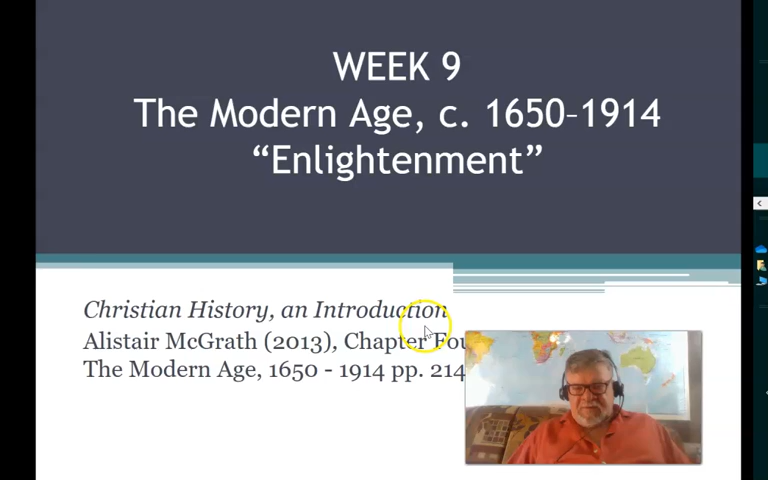 WEEK 9
The Modern Age, c. 1650–1914
“Enlightenment”
Christian History, an Introduction
Alistair McGrath (2013), Chapter Fou
The Modern Age, 1650 - 1914 pp. 214